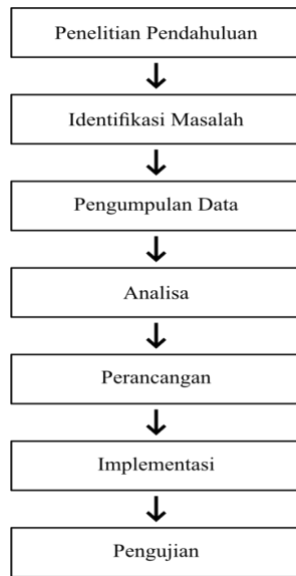 Penelitian Pendahuluan
Identifikasi Masalah
Pengumpulan Data
Analisa
Perancangan
Implementasi
Pengujian